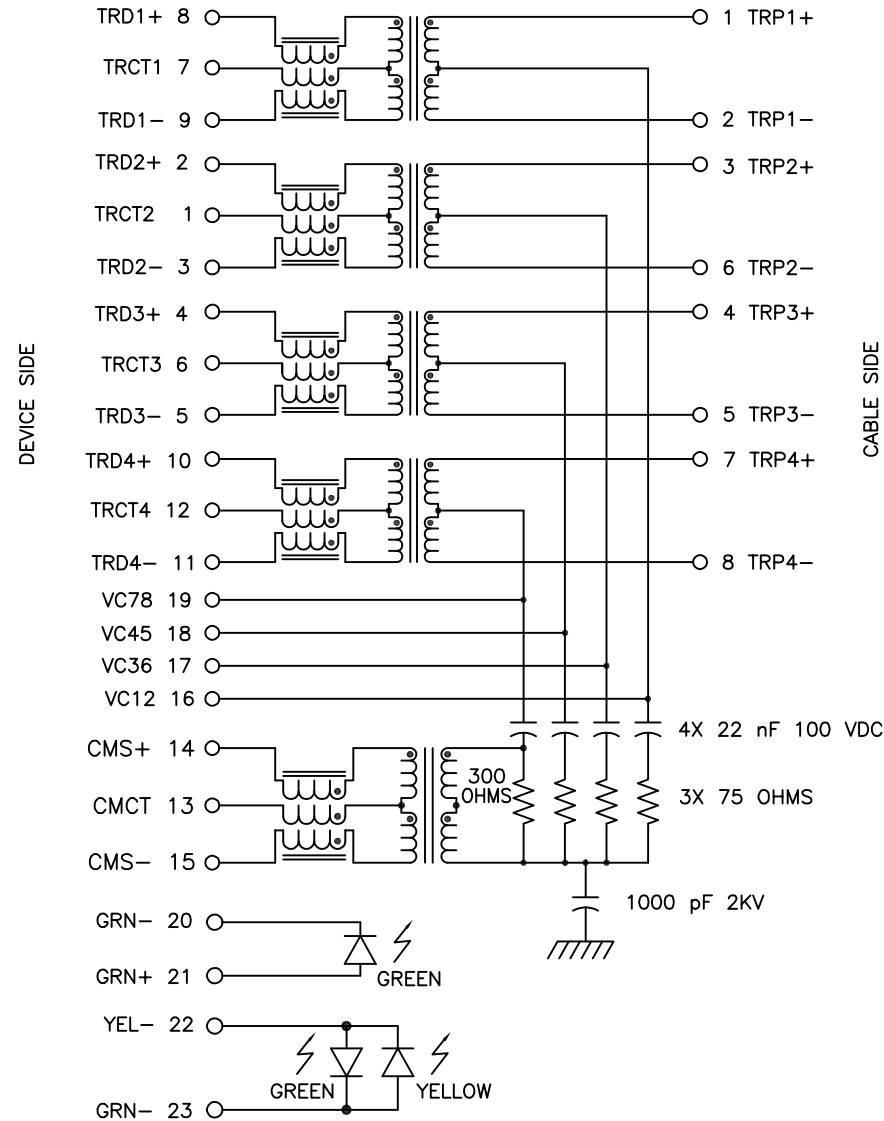 TRD1+ 8
1 TRP1+
TRCT1 7
TRD1- 9
2 TRP1-
TRD2+ 2
3 TRP2+
TRCT2 1
TRD2- 3
6 TRP2-
TRD3+ 4
4 TRP3+
DEVICE SIDE
CABLE SIDE
TRCT3 6
TRD3- 5
5 TRP3-
TRD4+ 10
7 TRP4+
TRCT4 12
TRD4- 11
8 TRP4-
VC78 19
VC45 18
VC36 17
VC12 16
4X 22 nF 100 VDC
CMS+ 14
300
OHMS
CMCT 13
3X 75 OHMS
CMS- 15
1000 pF 2KV
GRN- 20
GRN+ 21
GREEN
YEL- 22
GREEN
YELLOW
GRN- 23